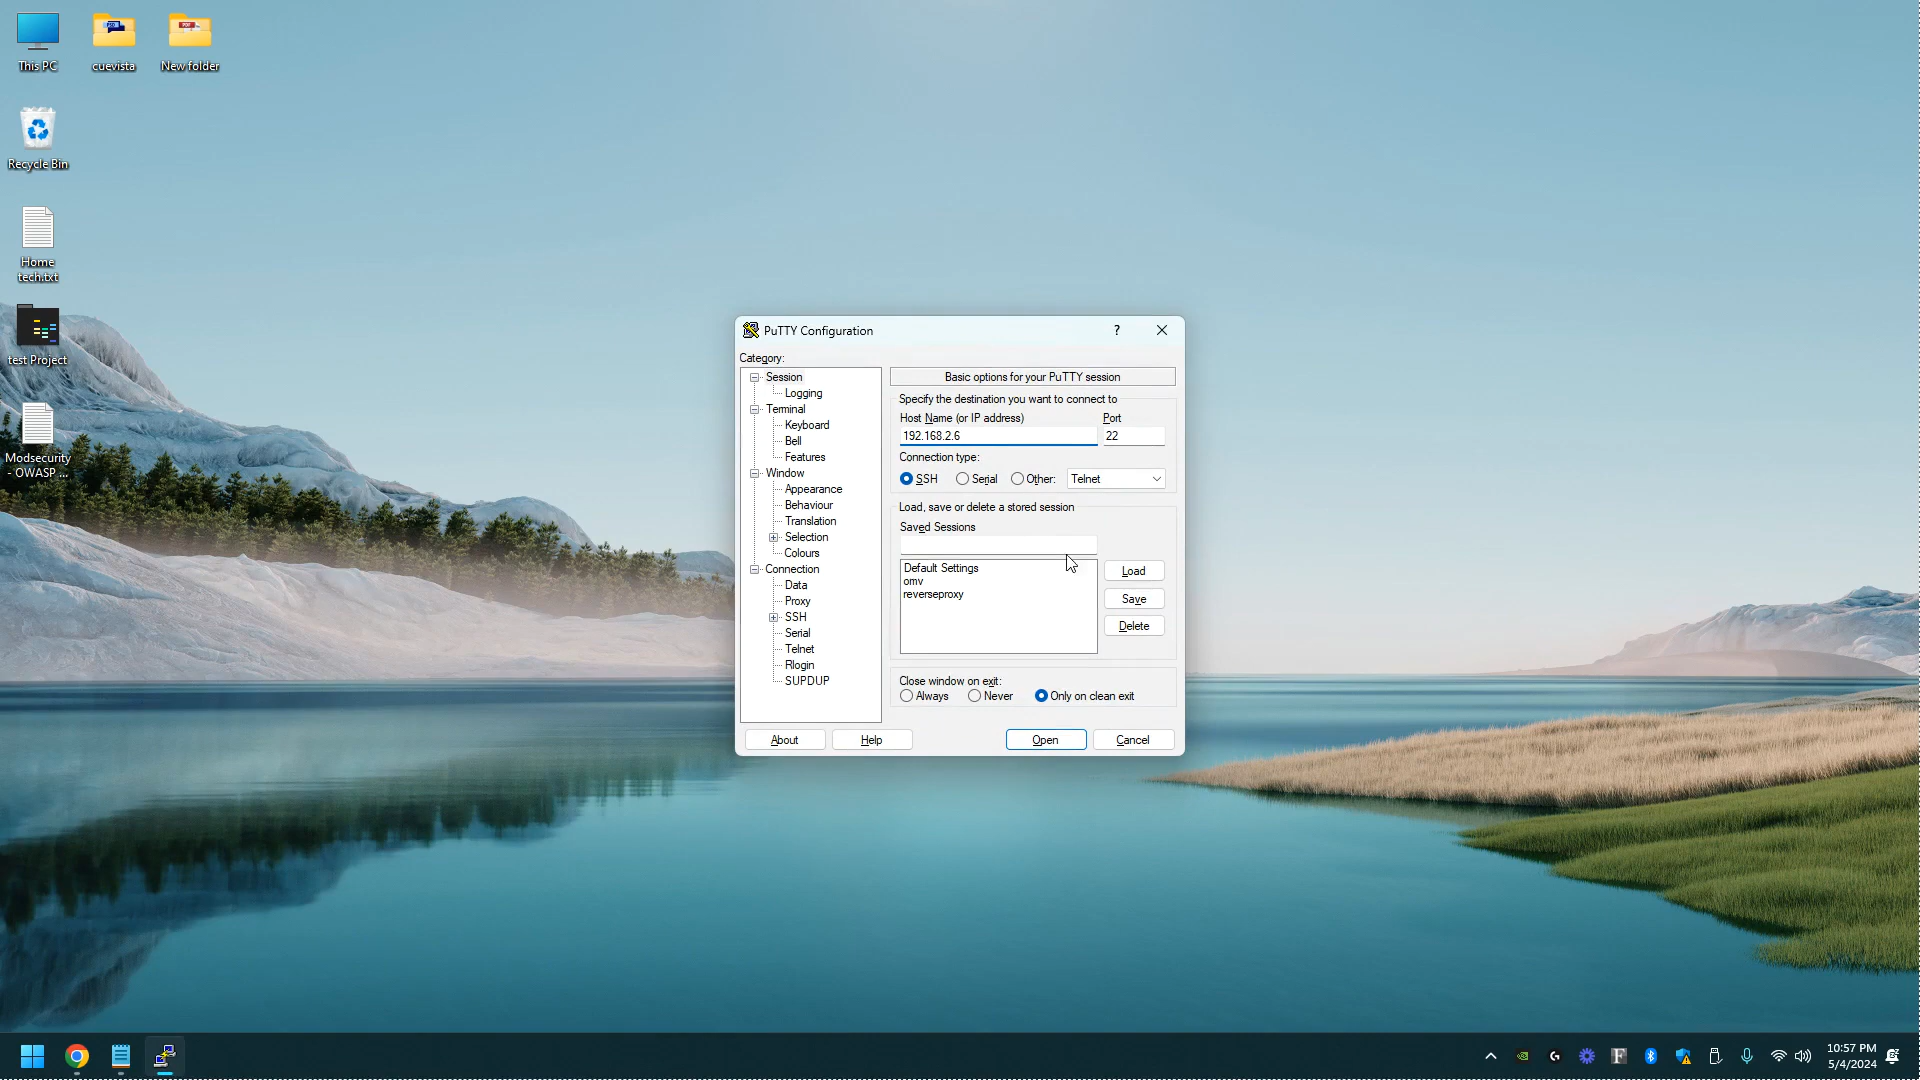 This PC
cuevista
New folder
Recycle Bin
Home
tech.txt
test Project
Modsecurity
- OWASP ...
PuTTY Configuration
?
Category:
Session
Logging
Terminal
Keyboard
Bell
Features
Window
Appearance
Behaviour
Translation
Selection
Colours
Connection
Data
Proxy
SSH
Serial
Telnet
Rlogin
SUPDUP
Basic options for your PuTTY session
Specify the destination you want to connect to
Host Name (or IP address) Port
192.168.2.6 22
Connection type:
SSH Serial Other: Telnet
Load, save or delete a stored session
Saved Sessions
Default Settings
omv
reverseproxy
Load
Save
Delete
Close window on exit:
Always Never Only on clean exit
About Help Open Cancel
10:57 PM
5/4/2024